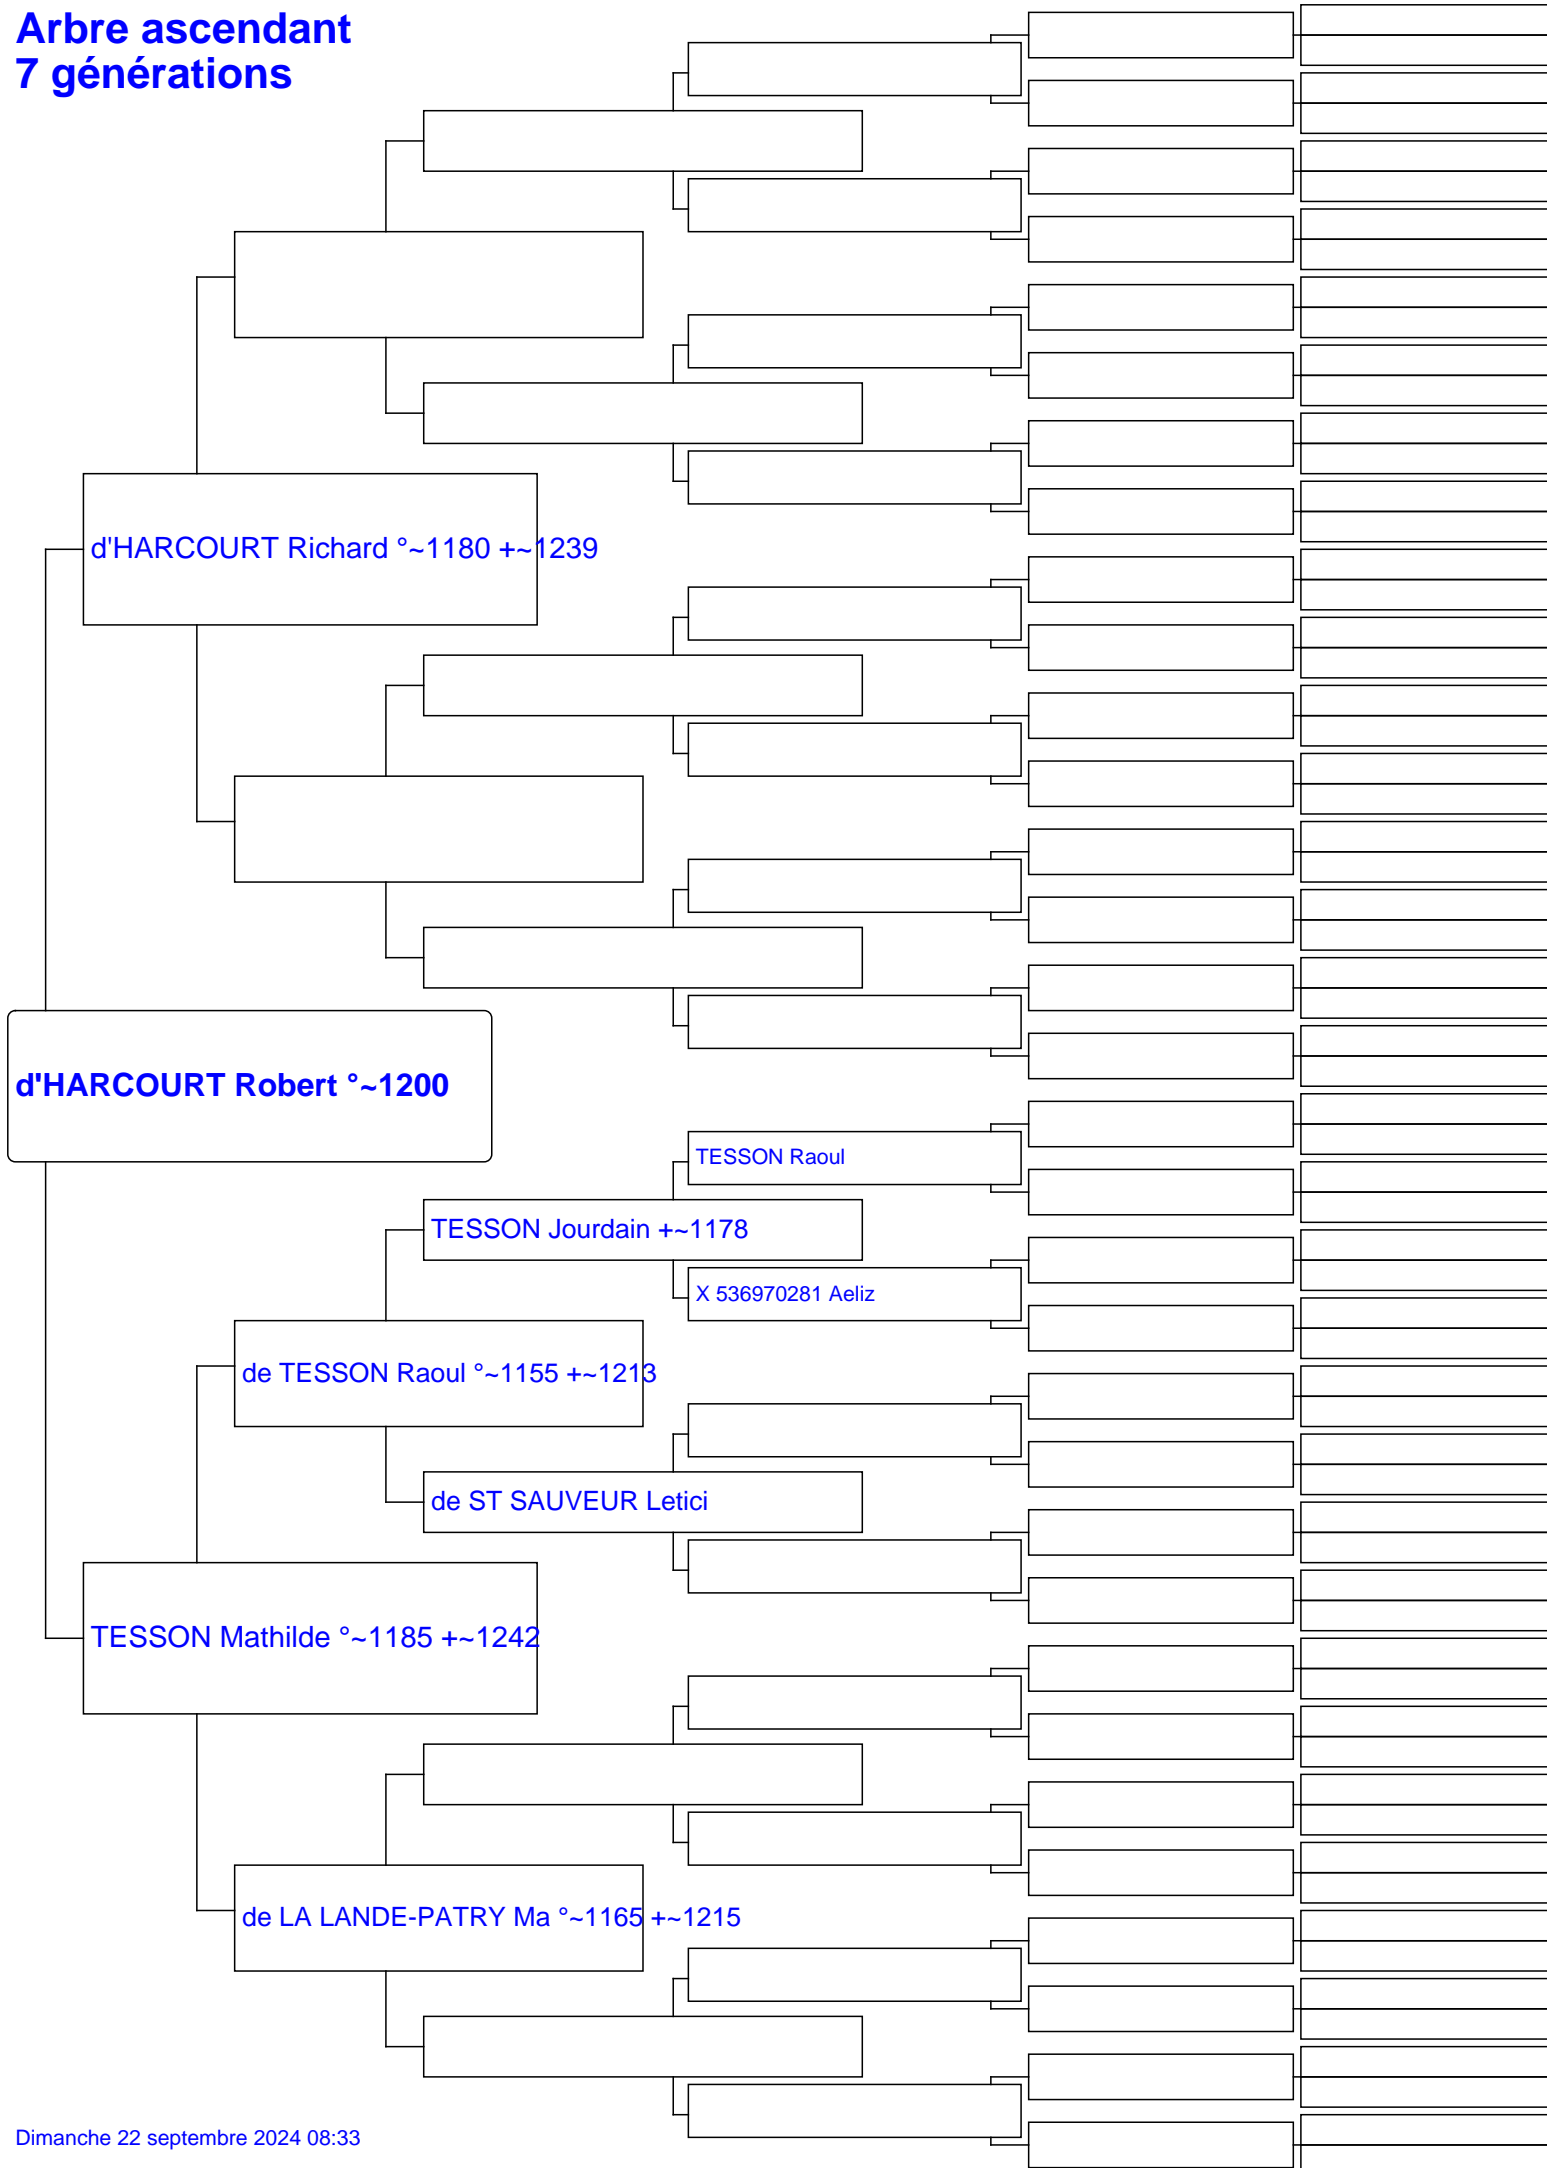 Arbre ascendant
7 générations
d'HARCOURT Richard °~1180 +~1239
d'HARCOURT Robert °~1200
TESSON Raoul
TESSON Jourdain +~1178
X 536970281 Aeliz
de TESSON Raoul °~1155 +~1213
de ST SAUVEUR Letici
TESSON Mathilde °~1185 +~1242
de LA LANDE-PATRY Ma °~1165 +~1215
Dimanche 22 septembre 2024 08:33